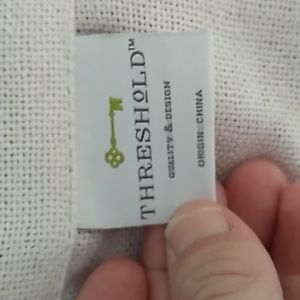 THRESHOLD™
QUALITY & DESIGN
ORIGIN: CHINA